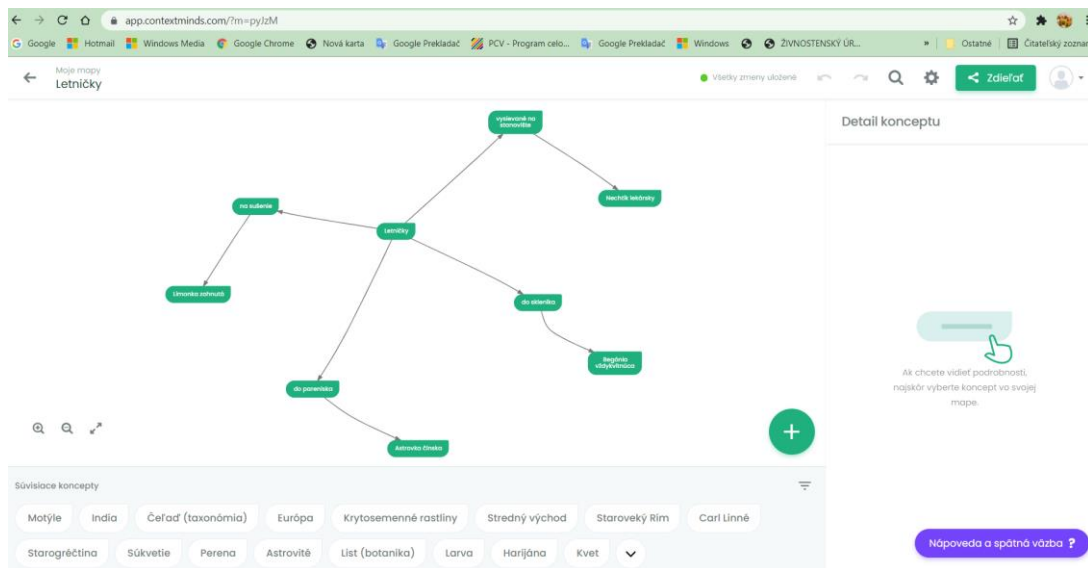 app.contextminds.com/?m=pyJzM
Google Hotmail Windows Media Google Chrome Nová karta Google Prekladač PCV - Program celo... Google Prekladač Windows ŽIVNOSTENSKÝ ÚR... » Ostatné Čitateľský zoznam
Moje mapy
Letničky
Všetky zmeny uložené
Zdieľať
Detail konceptu
vysievané na
stanovište
Nechtík lekársky
na sušenie
Letničky
Limonka zahnutá
do skleníka
Begónia
vždykvitnúca
do pareniska
Astrovka čínska
Ak chcete vidieť podrobnosti,
najskôr vyberte koncept vo svojej
mape.
Súvisiace koncepty
Motýle India Čeľaď (taxonómia) Európa Krytosemenné rastliny Stredný východ Staroveký Rím Carl Linné
Starogréčtina Súkvetie Perena Astrovité List (botanika) Larva Harijána Kvet
Nápoveda a spätná väzba ?